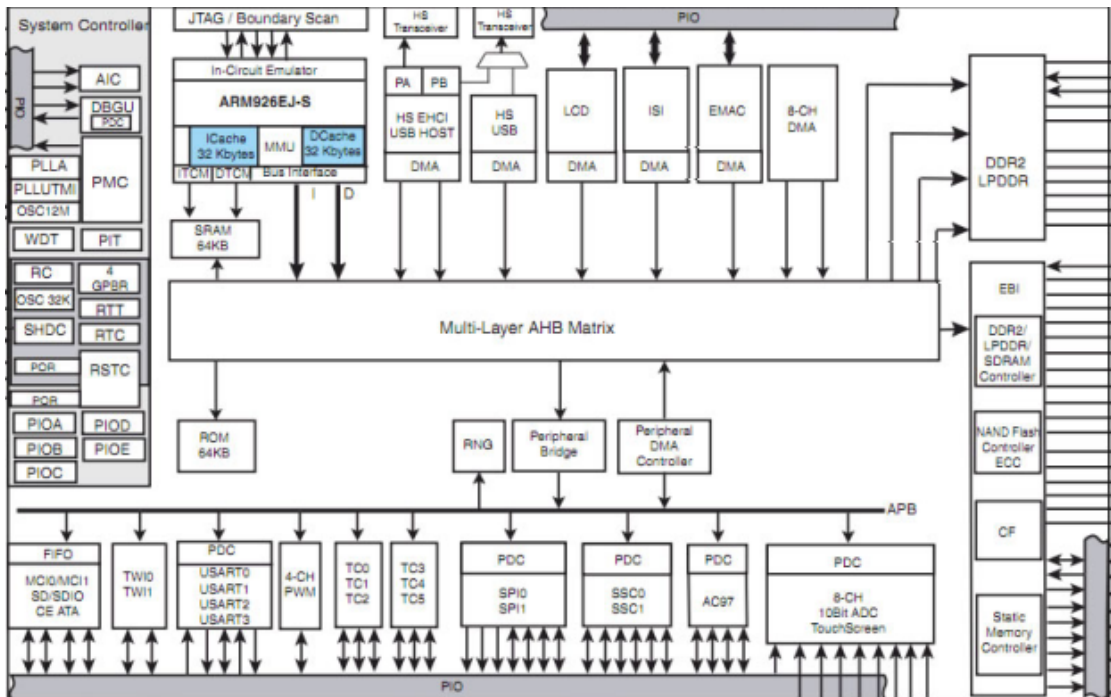 System Controller
PIO
AIC
DBGU
PDC
PLLA
PLLUTMI
OSC12M
PMC
WDT
PIT
RC
OSC 32K
SHDC
POR
POR
4
GPBR
RTT
RTC
RSTC
PIOA
PIOB
PIOC
PIOD
PIOE
JTAG / Boundary Scan
In-Circuit Emulator
ARM926EJ-S
ICache
32 Kbytes
MMU
DCache
32 Kbytes
ITCM
DTCM
Bus Interface
I
D
SRAM
64KB
HS
Transceiver
HS
Transceiver
PA
PB
HS EHCI
USB HOST
DMA
HS
USB
DMA
PIO
LCD
DMA
ISI
DMA
EMAC
DMA
8-CH
DMA
DDR2
LPDDR
Multi-Layer AHB Matrix
EBI
DDR2/
LPDDR/
SDRAM
Controller
NAND Flash
Controller
ECC
CF
Static
Memory
Controller
ROM
64KB
RNG
Peripheral
Bridge
Peripheral
DMA
Controller
APB
FIFO
MCI0/MCI1
SD/SDIO
CE ATA
TWI0
TWI1
PDC
USART0
USART1
USART2
USART3
4-CH
PWM
TC0
TC1
TC2
TC3
TC4
TC5
PDC
SPI0
SPI1
PDC
SSC0
SSC1
PDC
AC97
PDC
8-CH
10Bit ADC
TouchScreen
PIO